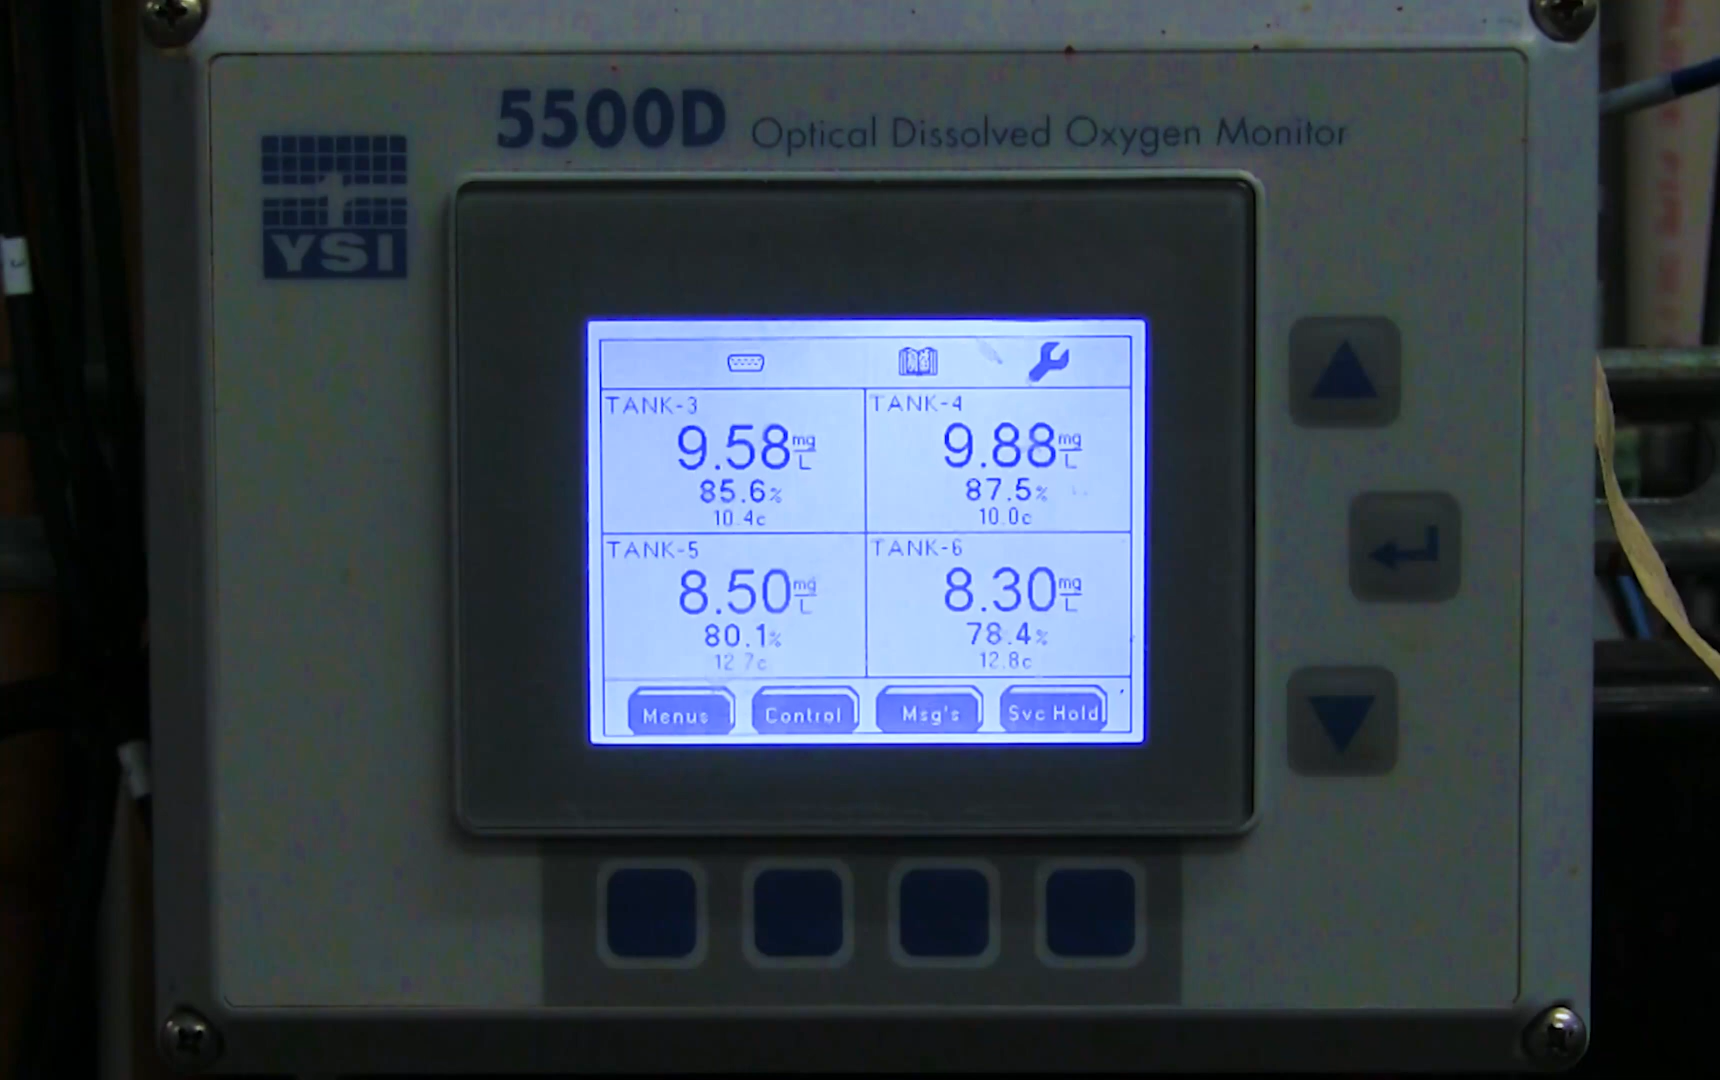 5500D Optical Dissolved Oxygen Monitor
YSI
TANK-3
9.58 mg/L
85.6%
10.4c
TANK-4
9.88 mg/L
87.5%
10.0c
TANK-5
8.50 mg/L
80.1%
12.7c
TANK-6
8.30 mg/L
78.4%
12.8c
Menus Control Msg's Svc Hold